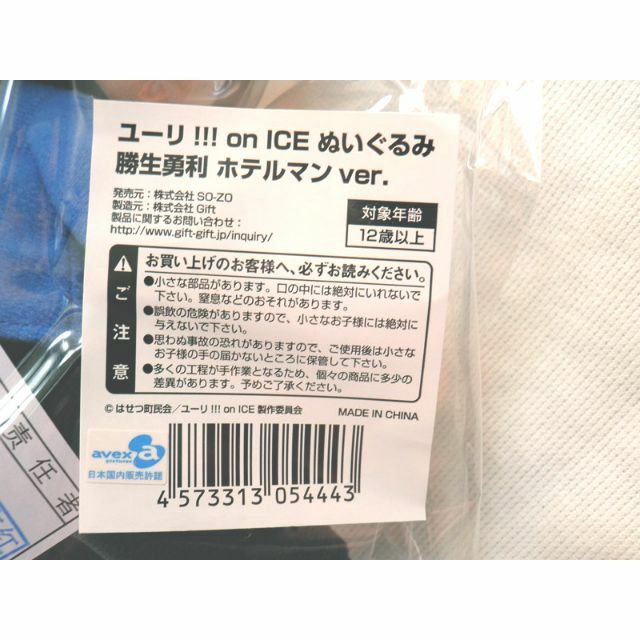 ユーリ !!! on ICE ぬいぐるみ
勝生勇利 ホテルマン ver.
発売元：株式会社 SO-ZO
製造元：株式会社 Gift
製品に関するお問い合わせ：
http://www.gift-gift.jp/inquiry/
対象年齢
12歳以上
ご注意
お買い上げのお客様へ、必ずお読みください。
●小さな部品があります。口の中には絶対にいれないで
下さい。窒息などのおそれがあります。
●誤飲の危険がありますので、小さなお子様には絶対に
与えないで下さい。
●思わぬ事故の恐れがありますので、ご使用後は小さな
お子様の手の届かないところに保管して下さい。
●多くの工程が手作業となるため、個々の商品に多少の
差異があります。予めご了承ください。
© はせつ町民会／ユーリ !!! on ICE 製作委員会
MADE IN CHINA
avex
日本国内販売許諾
4 573313 054443
責任者